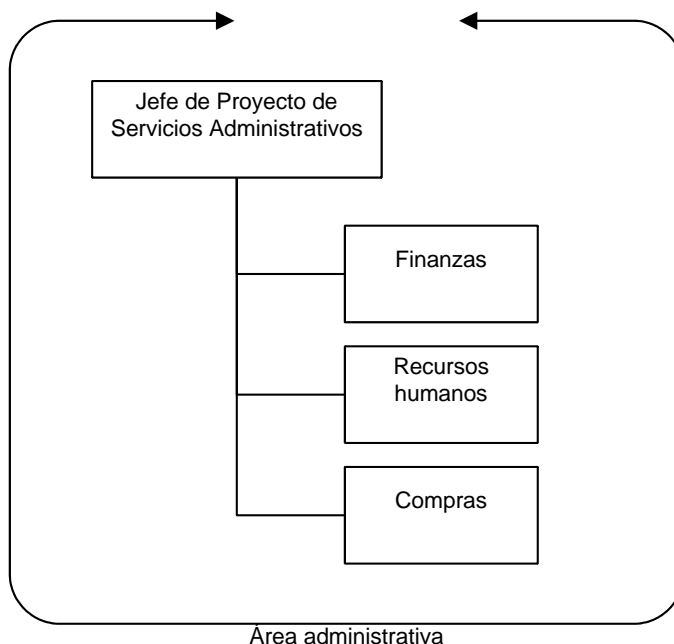 Jefe de Proyecto de
Servicios Administrativos
Finanzas
Recursos
humanos
Compras
Área administrativa